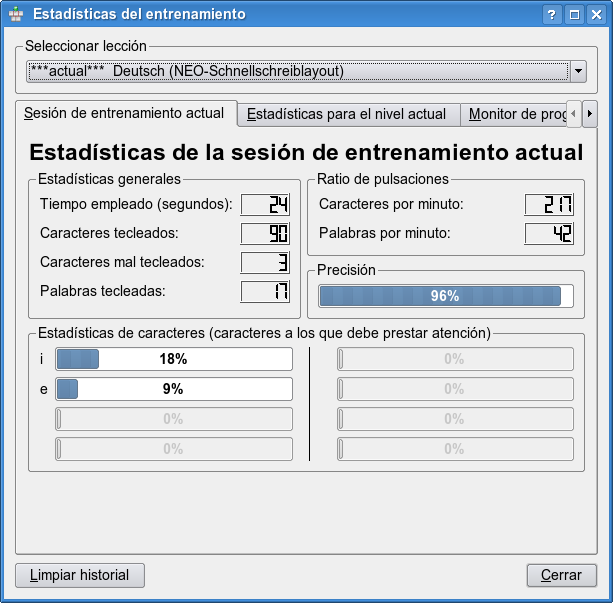 Estadísticas del entrenamiento
Seleccionar lección
***actual***  Deutsch (NEO-Schnellschreiblayout)
Sesión de entrenamiento actual
Estadísticas para el nivel actual
Monitor de prog
Estadísticas de la sesión de entrenamiento actual
Estadísticas generales
Tiempo empleado (segundos): 24
Caracteres tecleados: 90
Caracteres mal tecleados: 3
Palabras tecleadas: 17
Ratio de pulsaciones
Caracteres por minuto: 217
Palabras por minuto: 42
Precisión
96%
Estadísticas de caracteres (caracteres a los que debe prestar atención)
i 18% 0%
e 9% 0%
0% 0%
0% 0%
Limpiar historial
Cerrar